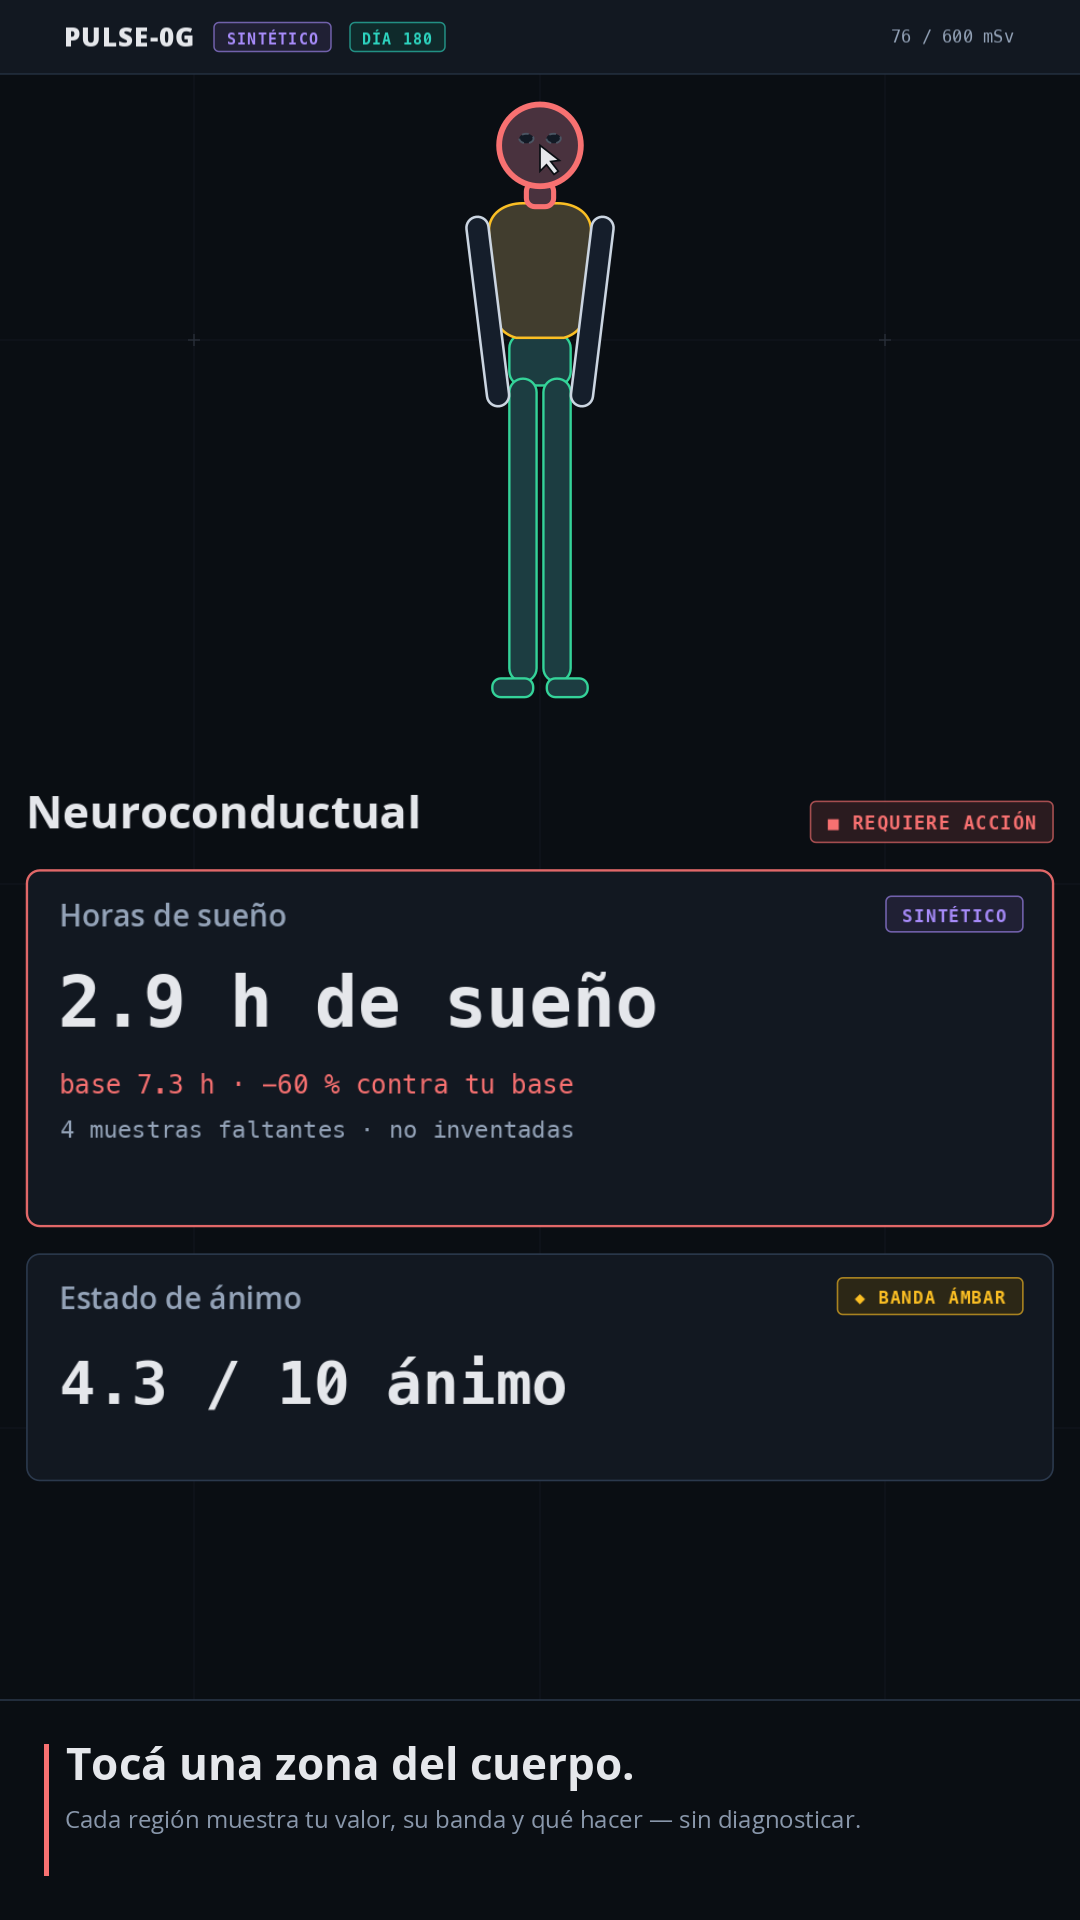 PULSE-0G SINTÉTICO DÍA 180 76 / 600 mSv
Neuroconductual
■ REQUIERE ACCIÓN
Horas de sueño
SINTÉTICO
2.9 h de sueño
base 7.3 h · −60 % contra tu base
4 muestras faltantes · no inventadas
Estado de ánimo
◆ BANDA ÁMBAR
4.3 / 10 ánimo
Tocá una zona del cuerpo.
Cada región muestra tu valor, su banda y qué hacer — sin diagnosticar.